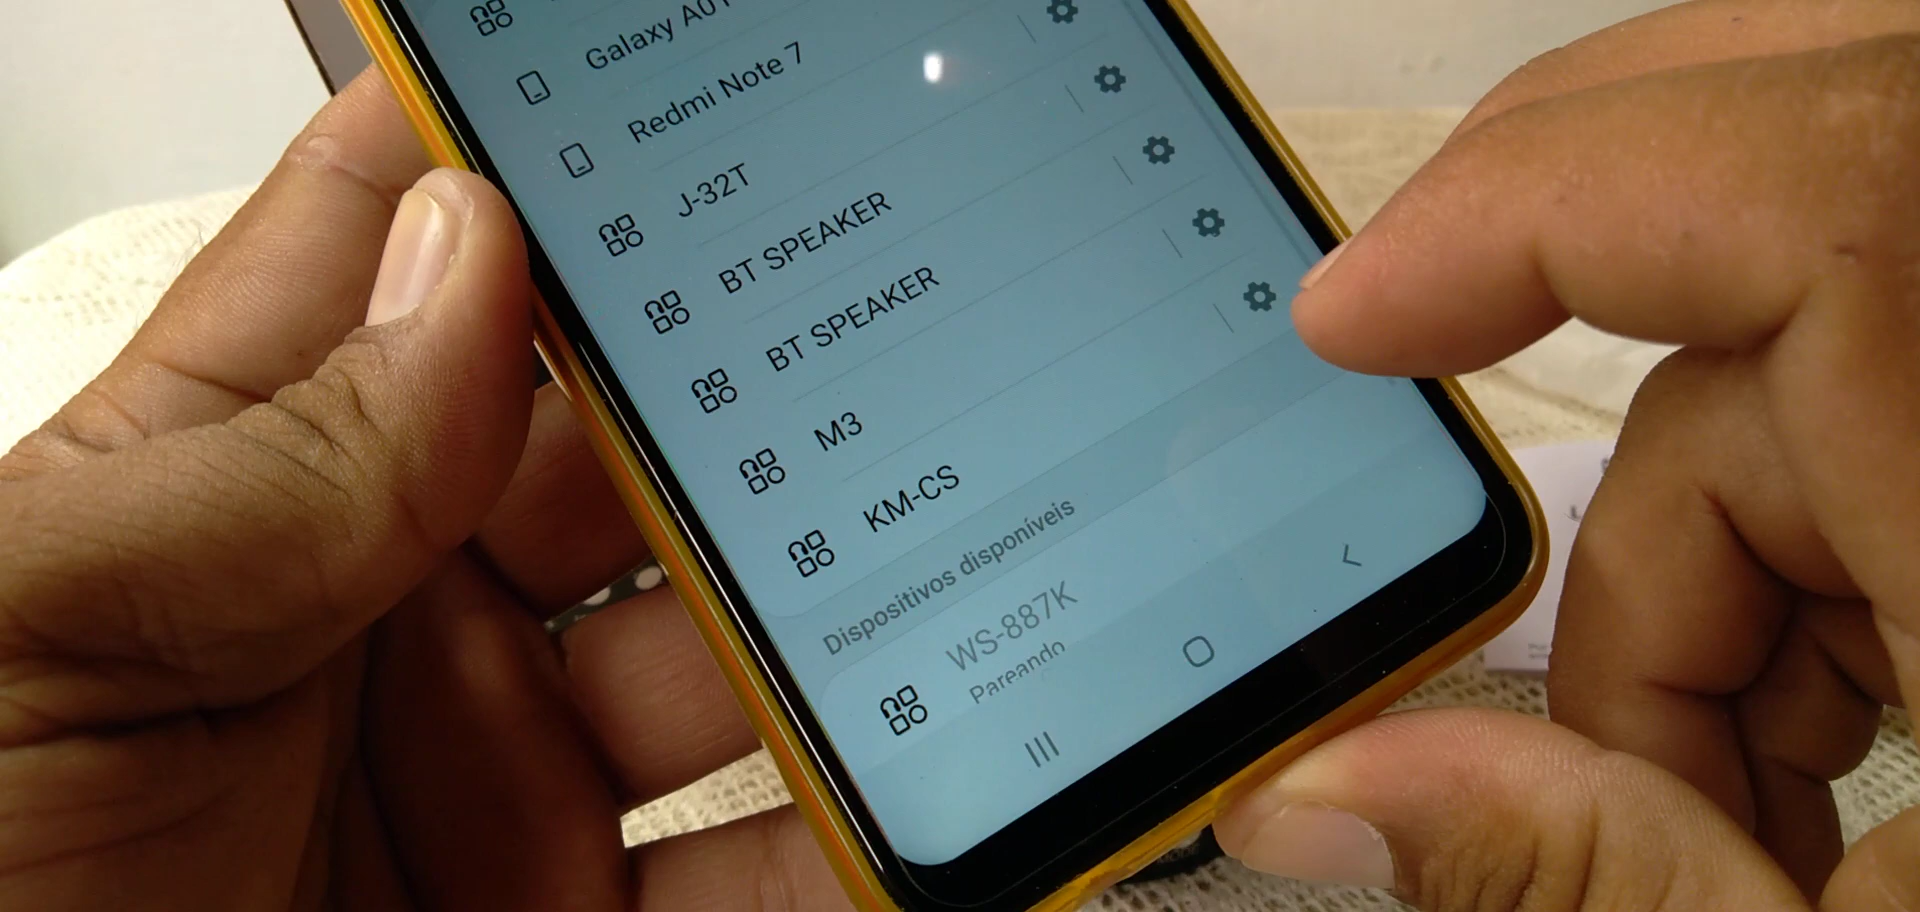 Galaxy A01
Redmi Note 7
J-32T
BT SPEAKER
BT SPEAKER
M3
KM-CS
Dispositivos disponíveis
WS-887K
Pareando